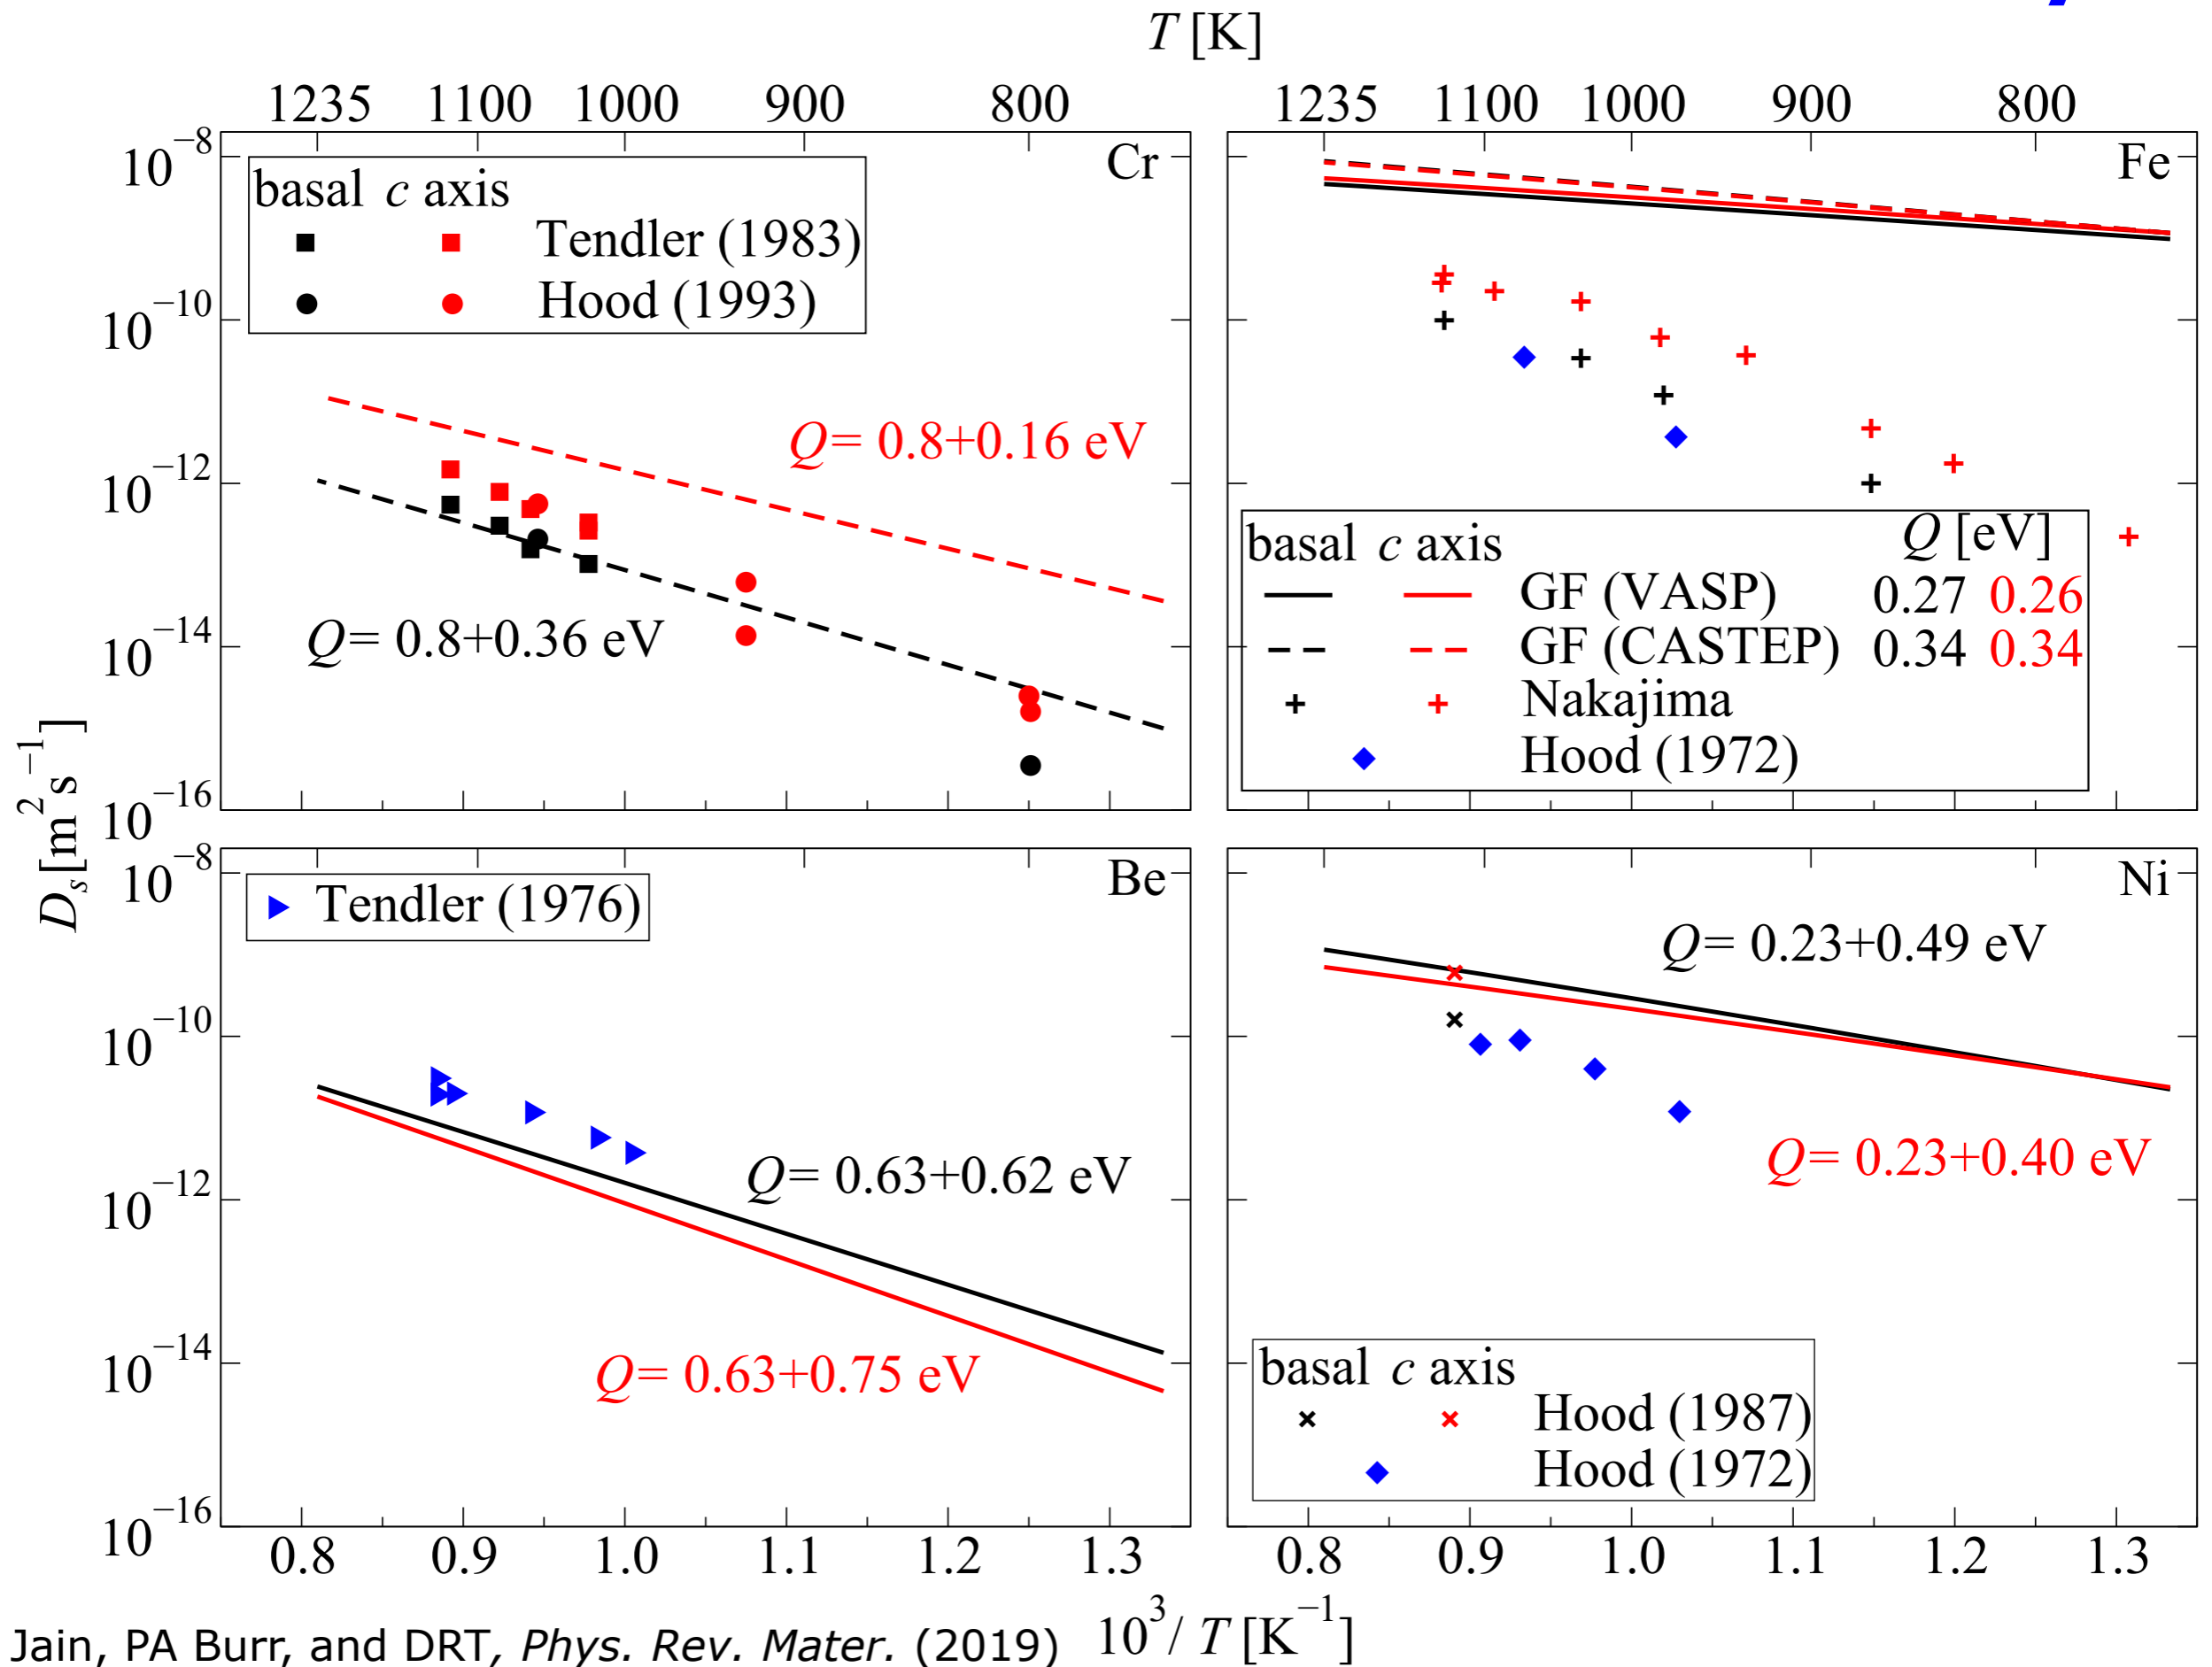 T [K]
1235 1100 1000 900 800
1235 1100 1000 900 800
10⁻⁸
10⁻¹⁰
10⁻¹²
10⁻¹⁴
10⁻¹⁶
Cr
basal c axis
Tendler (1983)
Hood (1993)
Q= 0.8+0.16 eV
Q= 0.8+0.36 eV
Fe
basal c axis Q [eV]
GF (VASP) 0.27 0.26
GF (CASTEP) 0.34 0.34
Nakajima
Hood (1972)
Dₛ[m² s⁻¹]
10⁻⁸
10⁻¹⁰
10⁻¹²
10⁻¹⁴
10⁻¹⁶
Be
Tendler (1976)
Q= 0.63+0.62 eV
Q= 0.63+0.75 eV
Ni
Q= 0.23+0.49 eV
Q= 0.23+0.40 eV
basal c axis
Hood (1987)
Hood (1972)
0.8 0.9 1.0 1.1 1.2 1.3
0.8 0.9 1.0 1.1 1.2 1.3
10³/ T [K⁻¹]
Jain, PA Burr, and DRT, Phys. Rev. Mater. (2019)